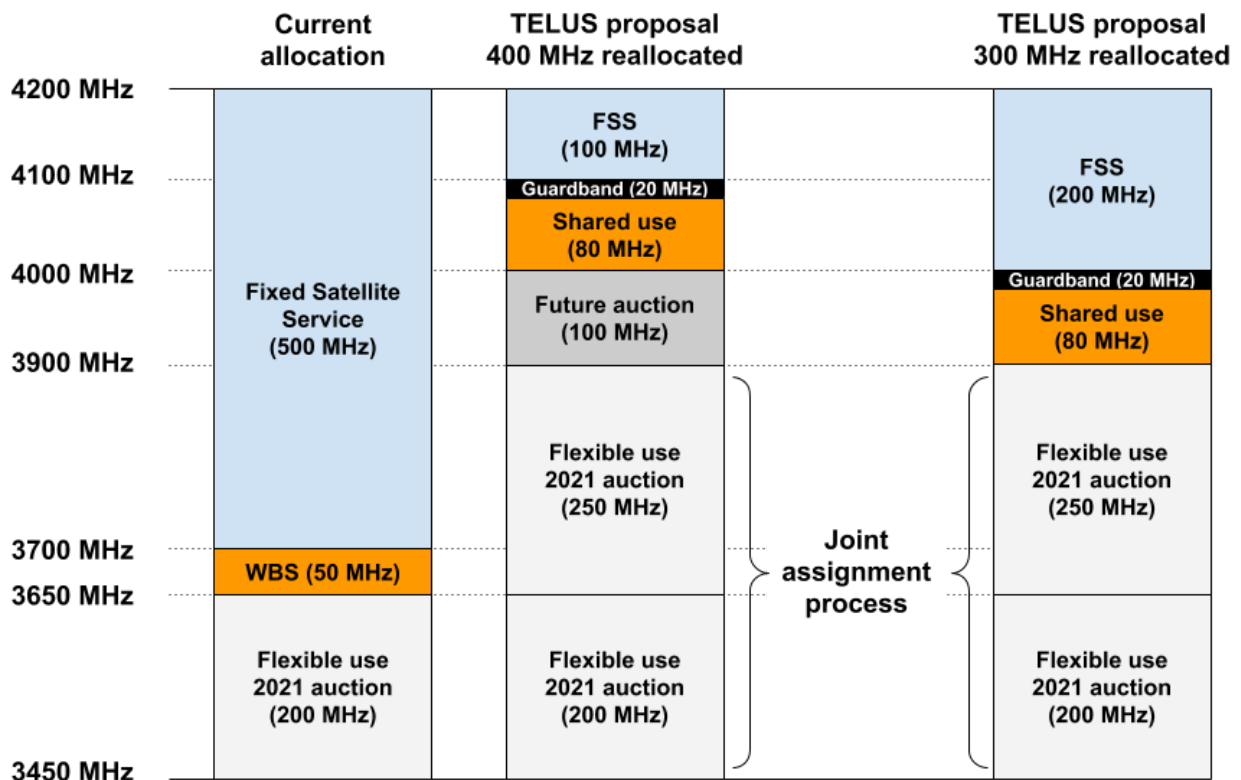 Current
allocation
TELUS proposal
400 MHz reallocated
TELUS proposal
300 MHz reallocated
4200 MHz
4100 MHz
4000 MHz
3900 MHz
3700 MHz
3650 MHz
3450 MHz
Fixed Satellite
Service
(500 MHz)
WBS (50 MHz)
Flexible use
2021 auction
(200 MHz)
FSS
(100 MHz)
Guardband (20 MHz)
Shared use
(80 MHz)
Future auction
(100 MHz)
Flexible use
2021 auction
(250 MHz)
Flexible use
2021 auction
(200 MHz)
Joint
assignment
process
FSS
(200 MHz)
Guardband (20 MHz)
Shared use
(80 MHz)
Flexible use
2021 auction
(250 MHz)
Flexible use
2021 auction
(200 MHz)